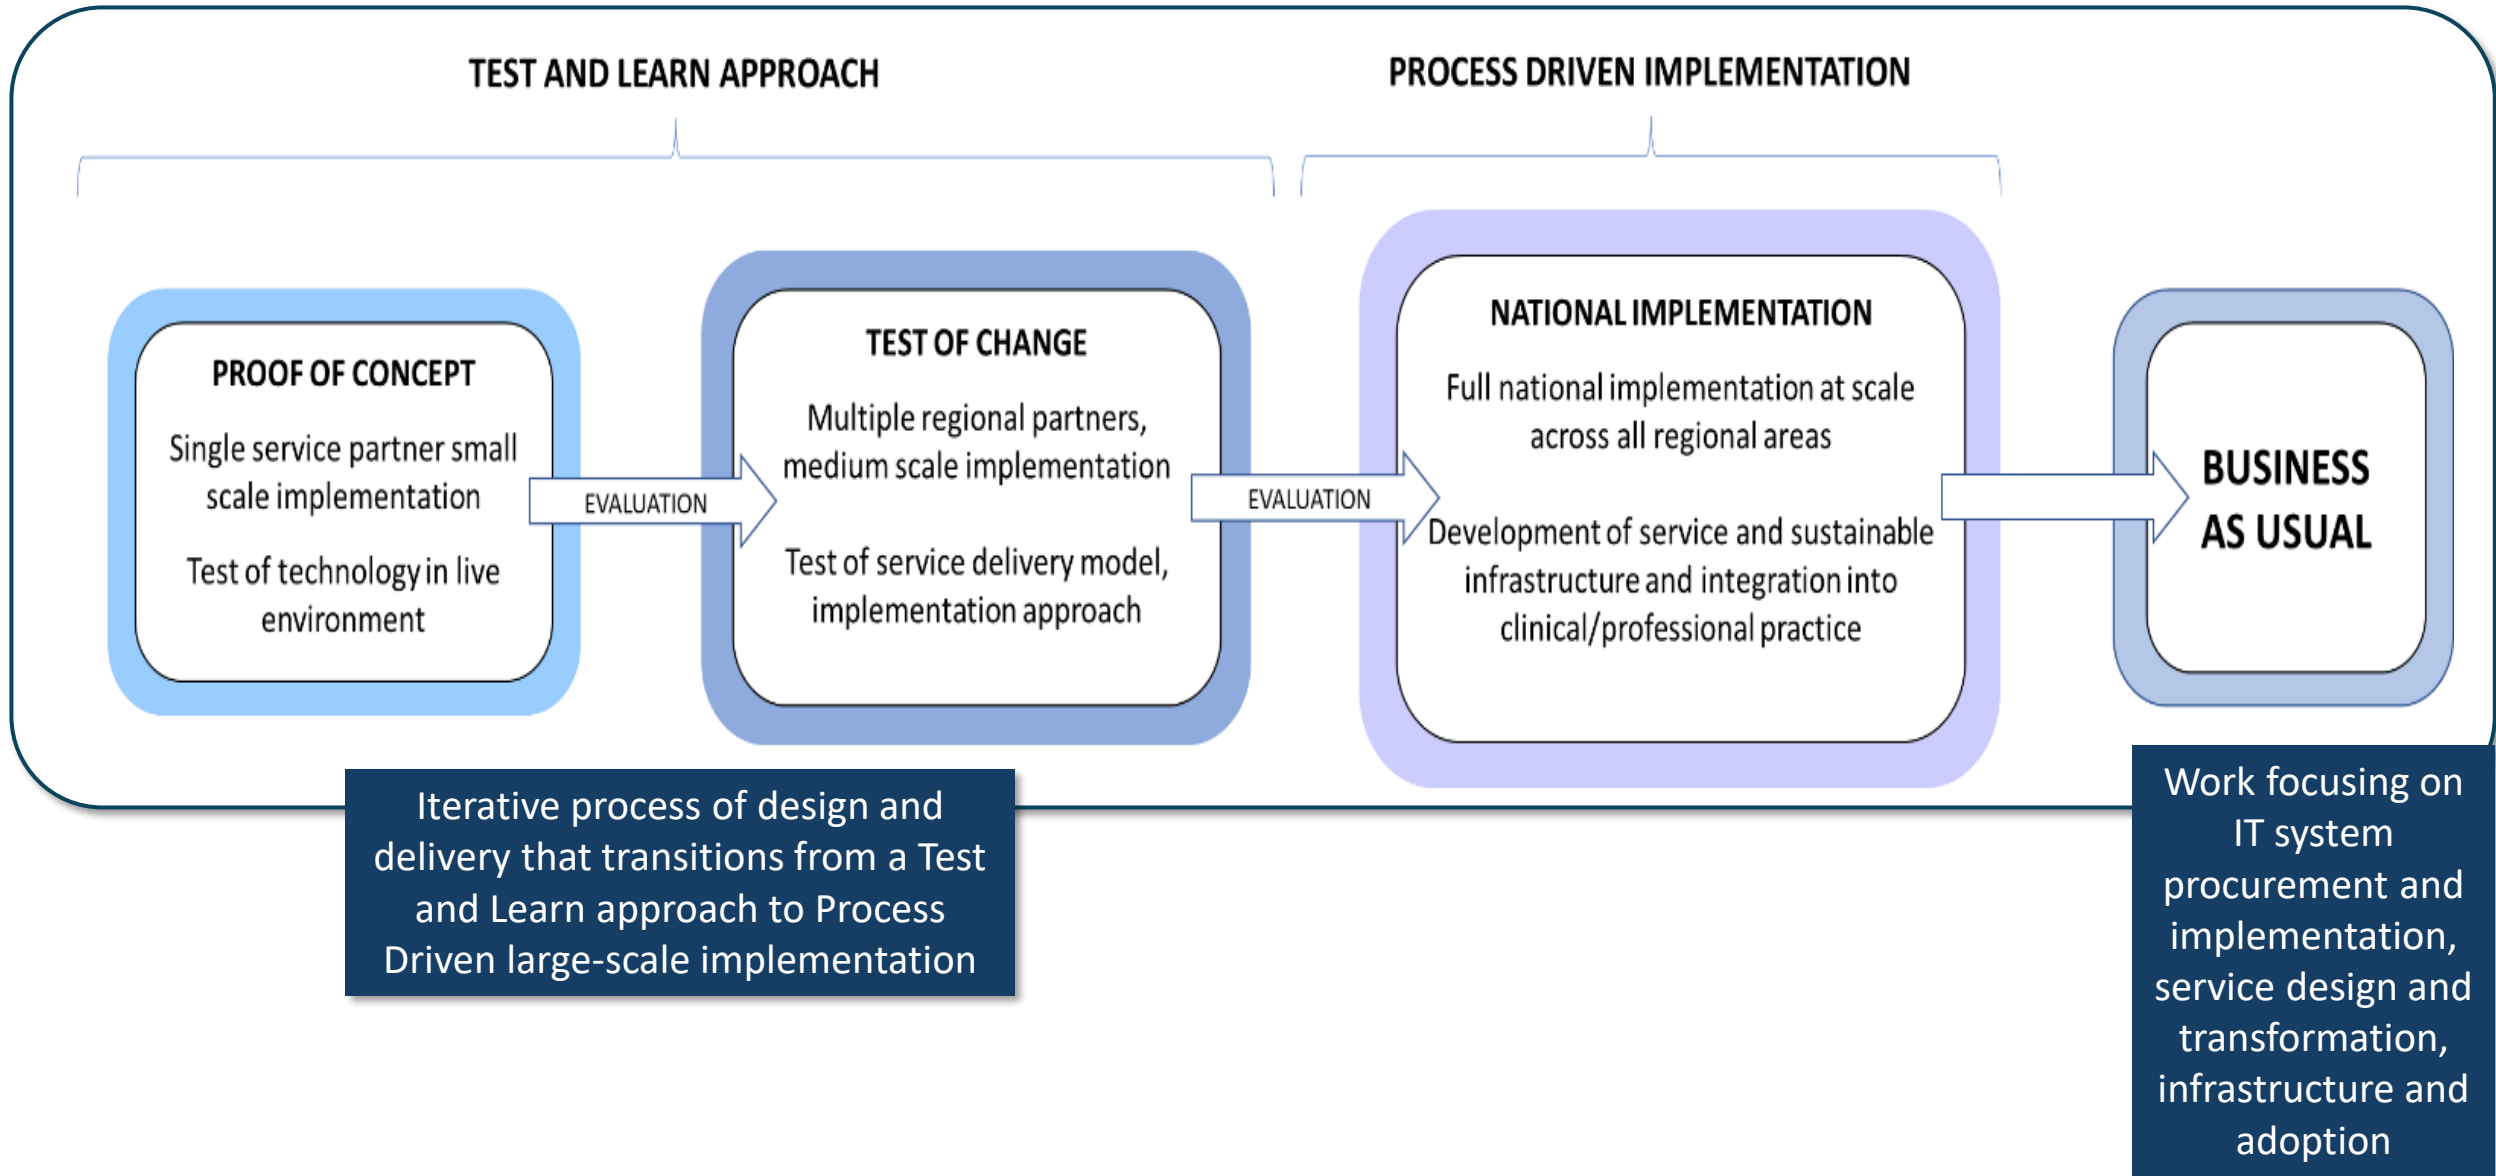 TEST AND LEARN APPROACH
PROCESS DRIVEN IMPLEMENTATION
PROOF OF CONCEPT
Single service partner small
scale implementation
Test of technology in live
environment
EVALUATION
TEST OF CHANGE
Multiple regional partners,
medium scale implementation
Test of service delivery model,
implementation approach
EVALUATION
NATIONAL IMPLEMENTATION
Full national implementation at scale
across all regional areas
Development of service and sustainable
infrastructure and integration into
clinical/professional practice
BUSINESS
AS USUAL
Iterative process of design and
delivery that transitions from a Test
and Learn approach to Process
Driven large-scale implementation
Work focusing on
IT system
procurement and
implementation,
service design and
transformation,
infrastructure and
adoption